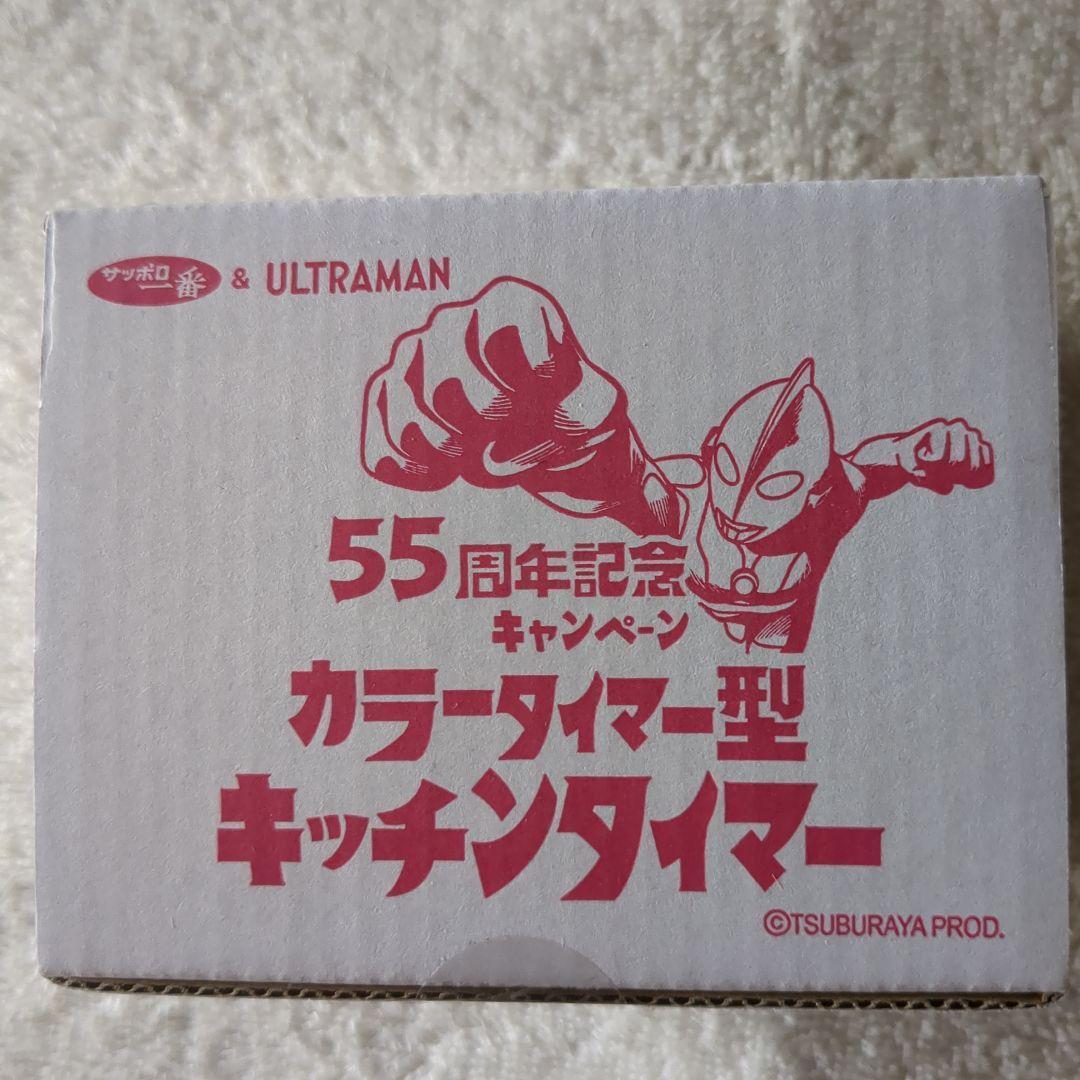 サッポロ一番 & ULTRAMAN
55周年記念
キャンペーン
カラータイマー型
キッチンタイマー
©TSUBURAYA PROD.